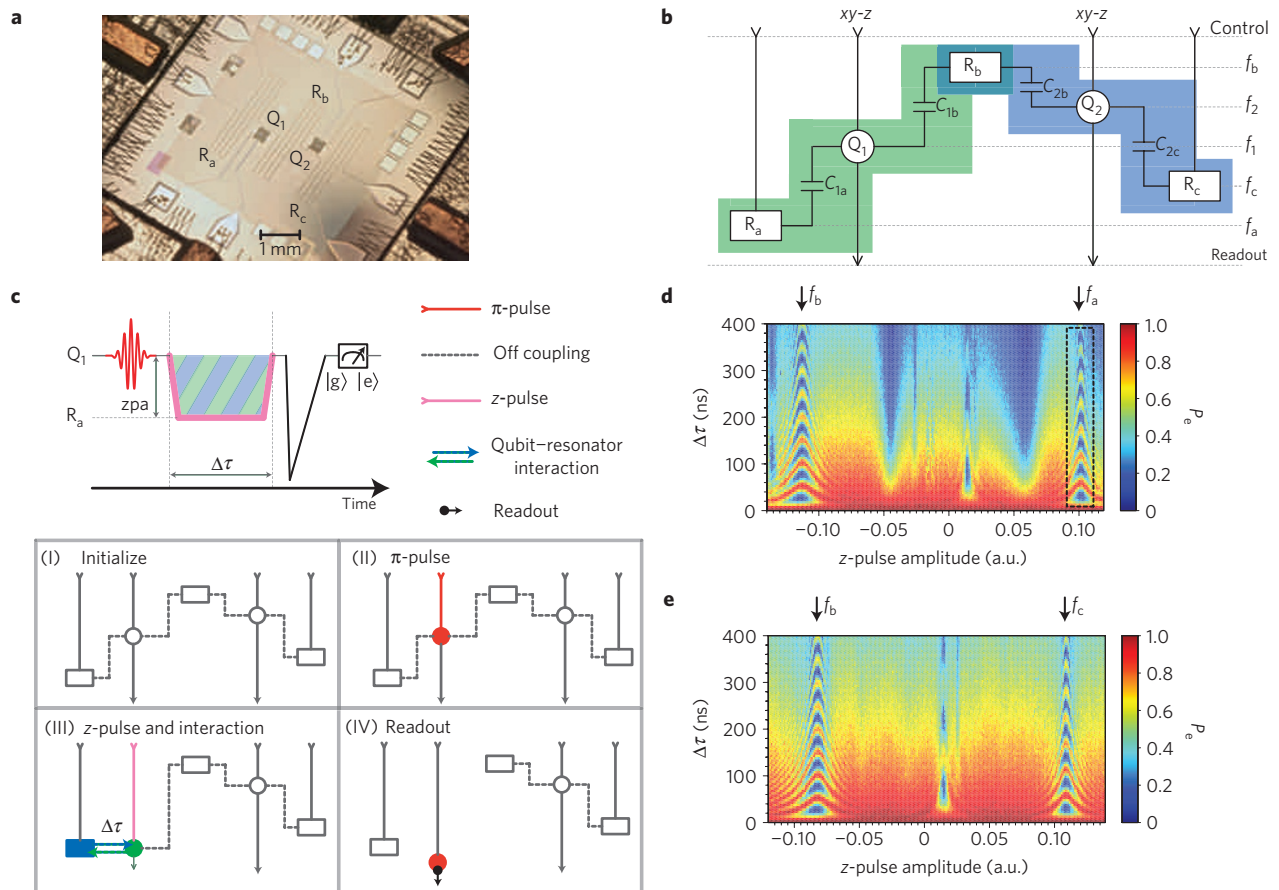 a
R_b
Q_1
R_a
Q_2
R_c
1 mm
b
xy-z xy-z
Control
R_b f_b
C_2b
C_1b Q_2 f_2
Q_1 C_2c f_1
C_1a R_c f_c
R_a f_a
Readout
c
Q_1
zpa |g⟩ |e⟩
R_a
Δτ
Time
π-pulse
Off coupling
z-pulse
Qubit–resonator
interaction
Readout
(I) Initialize
(II) π-pulse
(III) z-pulse and interaction
Δτ
(IV) Readout
d
f_b f_a
400
300
200
100
0
Δτ (ns)
−0.10 −0.05 0 0.05 0.10
z-pulse amplitude (a.u.)
1.0
0.8
0.6
0.4
0.2
0
P_e
e
f_b f_c
400
300
200
100
0
Δτ (ns)
−0.10 −0.05 0 0.05 0.10
z-pulse amplitude (a.u.)
1.0
0.8
0.6
0.4
0.2
0
P_e